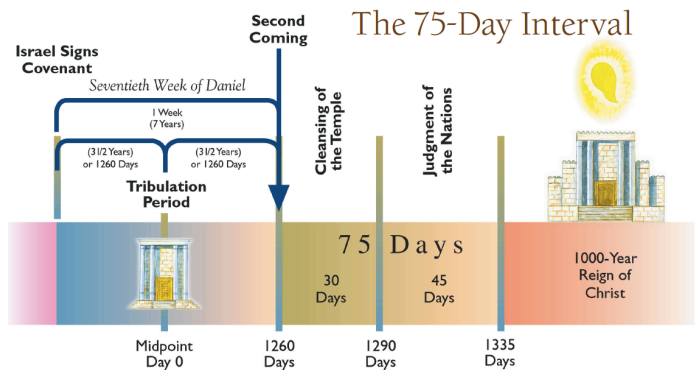 The 75-Day Interval
Second
Coming
Israel Signs
Covenant
Seventieth Week of Daniel
1 Week
(7 Years)
(31/2 Years)
or 1260 Days
(31/2 Years)
or 1260 Days
Tribulation
Period
Cleansing of
the Temple
Judgment of
the Nations
75 Days
30
Days
45
Days
1000-Year
Reign of
Christ
Midpoint
Day 0
1260
Days
1290
Days
1335
Days